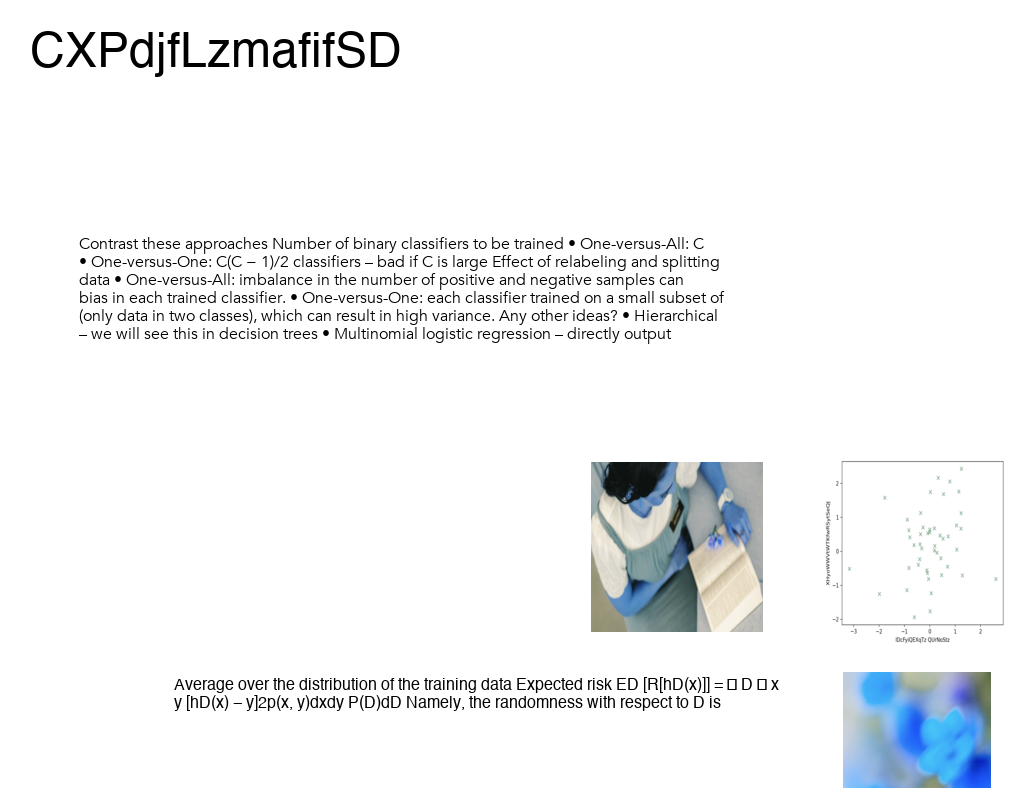 CXPdjfLzmafifSD
Contrast these approaches Number of binary classifiers to be trained • One-versus-All: C
• One-versus-One: C(C − 1)/2 classifiers – bad if C is large Effect of relabeling and splitting
data • One-versus-All: imbalance in the number of positive and negative samples can
bias in each trained classifier. • One-versus-One: each classifier trained on a small subset of
(only data in two classes), which can result in high variance. Any other ideas? • Hierarchical
– we will see this in decision trees • Multinomial logistic regression – directly output
2
1
0
−1
−2
−3 −2 −1 0 1 2
Average over the distribution of the training data Expected risk ED [R[hD(x)]] = □ D □ x
y [hD(x) − y]2p(x, y)dxdy P(D)dD Namely, the randomness with respect to D is